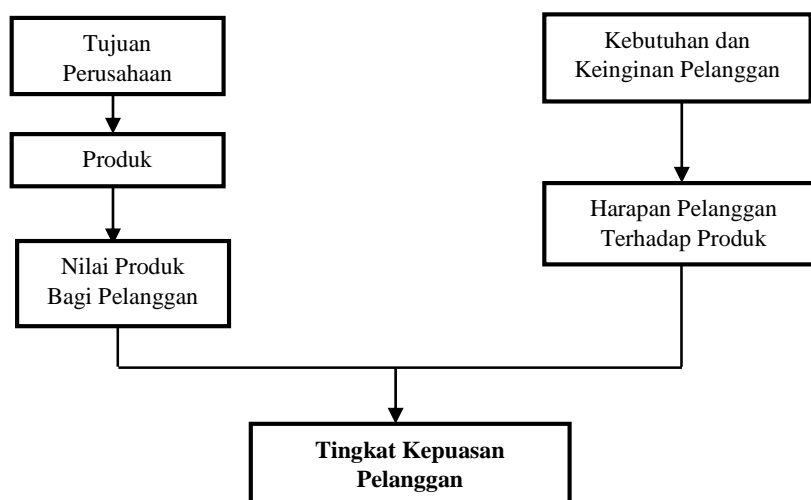 Tujuan
Perusahaan
Produk
Nilai Produk
Bagi Pelanggan
Kebutuhan dan
Keinginan Pelanggan
Harapan Pelanggan
Terhadap Produk
Tingkat Kepuasan
Pelanggan